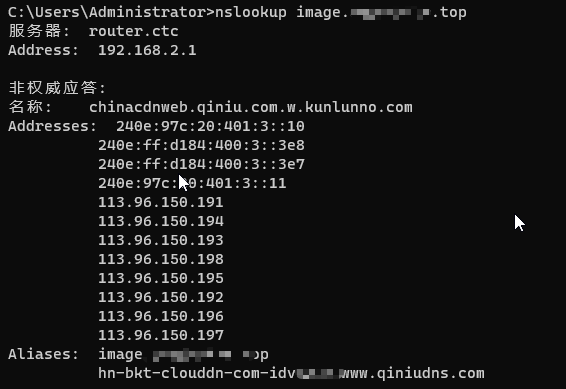 C:\Users\Administrator>nslookup image. .top
服务器:  router.ctc
Address:  192.168.2.1
非权威应答:
名称:    chinacdnweb.qiniu.com.w.kunlunno.com
Addresses:  240e:97c:20:401:3::10
240e:ff:d184:400:3::3e8
240e:ff:d184:400:3::3e7
240e:97c: 0:401:3::11
113.96.150.191
113.96.150.194
113.96.150.193
113.96.150.198
113.96.150.195
113.96.150.192
113.96.150.196
113.96.150.197
Aliases:  image op
hn-bkt-clouddn-com-idv www.qiniudns.com